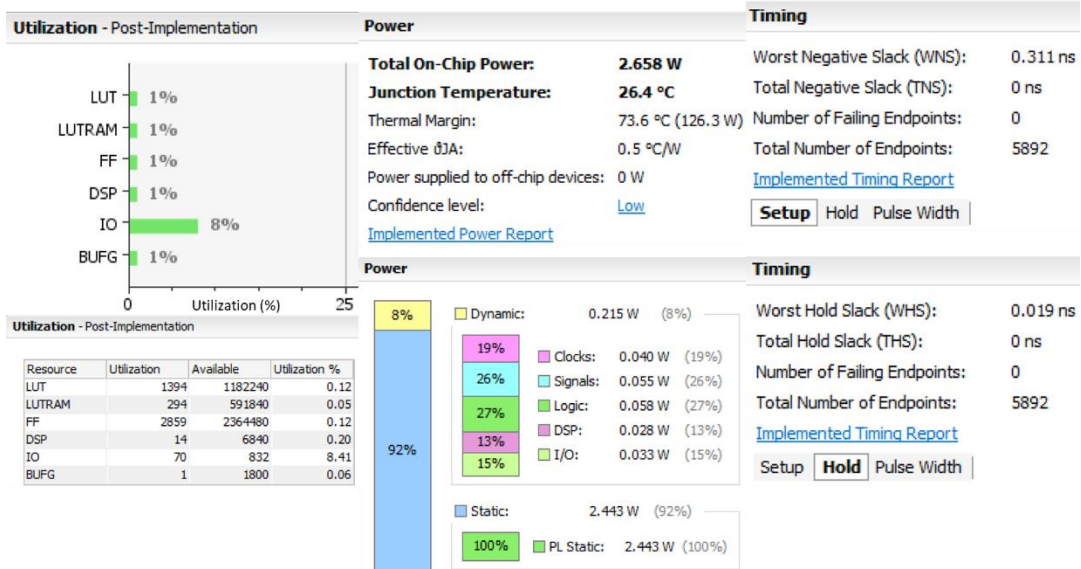 Utilization - Post-Implementation
LUT 1%
LUTRAM 1%
FF 1%
DSP 1%
IO 8%
BUFG 1%
0 25
Utilization (%)
Utilization - Post-Implementation
Resource Utilization Available Utilization %
LUT 1394 1182240 0.12
LUTRAM 294 591840 0.05
FF 2859 2364480 0.12
DSP 14 6840 0.20
IO 70 832 8.41
BUFG 1 1800 0.06
Power
Total On-Chip Power: 2.658 W
Junction Temperature: 26.4 °C
Thermal Margin: 73.6 °C (126.3 W)
Effective ϑJA: 0.5 °C/W
Power supplied to off-chip devices: 0 W
Confidence level: Low
Implemented Power Report
Power
8%
92%
Dynamic: 0.215 W (8%)
19% Clocks: 0.040 W (19%)
26% Signals: 0.055 W (26%)
27% Logic: 0.058 W (27%)
13% DSP: 0.028 W (13%)
15% I/O: 0.033 W (15%)
Static: 2.443 W (92%)
100% PL Static: 2.443 W (100%)
Timing
Worst Negative Slack (WNS): 0.311 ns
Total Negative Slack (TNS): 0 ns
Number of Failing Endpoints: 0
Total Number of Endpoints: 5892
Implemented Timing Report
Setup Hold Pulse Width
Timing
Worst Hold Slack (WHS): 0.019 ns
Total Hold Slack (THS): 0 ns
Number of Failing Endpoints: 0
Total Number of Endpoints: 5892
Implemented Timing Report
Setup Hold Pulse Width